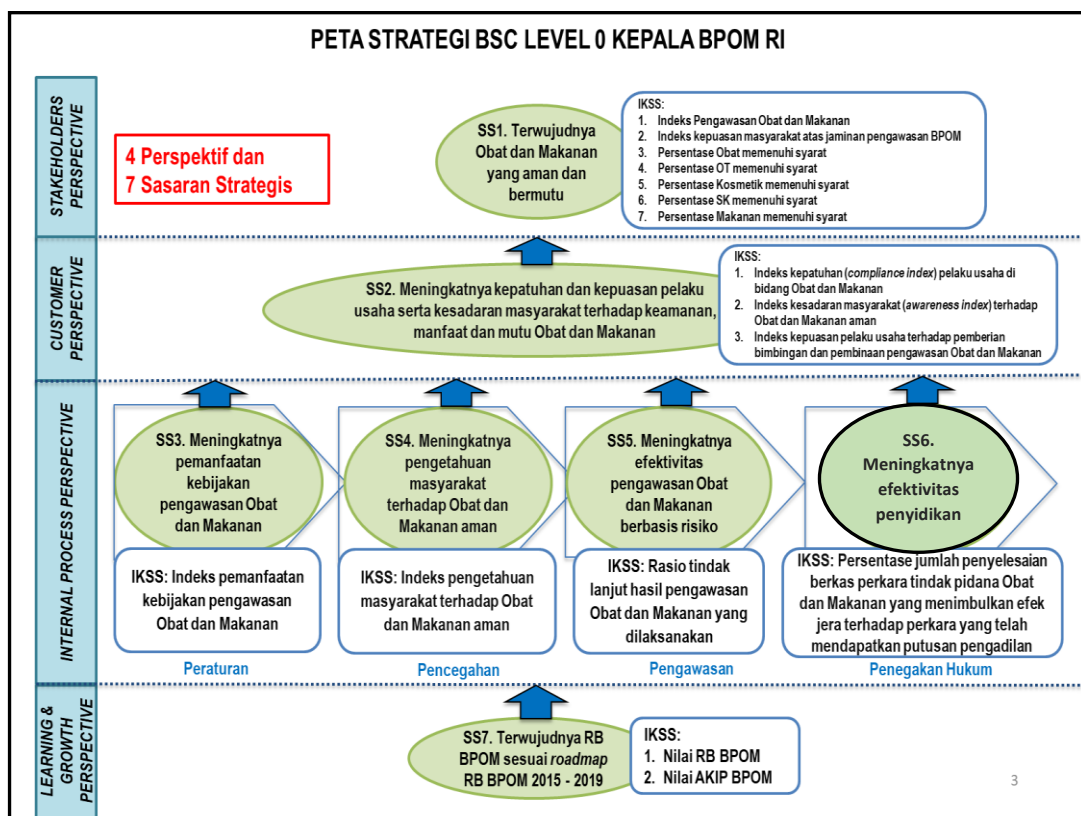 PETA STRATEGI BSC LEVEL 0 KEPALA BPOM RI
STAKEHOLDERS
PERSPECTIVE
4 Perspektif dan
7 Sasaran Strategis
SS1. Terwujudnya
Obat dan Makanan
yang aman dan
bermutu
IKSS:
1. Indeks Pengawasan Obat dan Makanan
2. Indeks kepuasan masyarakat atas jaminan pengawasan BPOM
3. Persentase Obat memenuhi syarat
4. Persentase OT memenuhi syarat
5. Persentase Kosmetik memenuhi syarat
6. Persentase SK memenuhi syarat
7. Persentase Makanan memenuhi syarat
CUSTOMER
PERSPECTIVE
SS2. Meningkatnya kepatuhan dan kepuasan pelaku
usaha serta kesadaran masyarakat terhadap keamanan,
manfaat dan mutu Obat dan Makanan
IKSS:
1. Indeks kepatuhan (compliance index) pelaku usaha di
bidang Obat dan Makanan
2. Indeks kesadaran masyarakat (awareness index) terhadap
Obat dan Makanan aman
3. Indeks kepuasan pelaku usaha terhadap pemberian
bimbingan dan pembinaan pengawasan Obat dan Makanan
INTERNAL PROCESS PERSPECTIVE
SS3. Meningkatnya
pemanfaatan
kebijakan
pengawasan Obat
dan Makanan
IKSS: Indeks pemanfaatan
kebijakan pengawasan
Obat dan Makanan
Peraturan
SS4. Meningkatnya
pengetahuan
masyarakat
terhadap Obat dan
Makanan aman
IKSS: Indeks pengetahuan
masyarakat terhadap Obat
dan Makanan aman
Pencegahan
SS5. Meningkatnya
efektivitas
pengawasan Obat
dan Makanan
berbasis risiko
IKSS: Rasio tindak
lanjut hasil pengawasan
Obat dan Makanan yang
dilaksanakan
Pengawasan
SS6.
Meningkatnya
efektivitas
penyidikan
IKSS: Persentase jumlah penyelesaian
berkas perkara tindak pidana Obat
dan Makanan yang menimbulkan efek
jera terhadap perkara yang telah
mendapatkan putusan pengadilan
Penegakan Hukum
LEARNING &
GROWTH
PERSPECTIVE
SS7. Terwujudnya RB
BPOM sesuai roadmap
RB BPOM 2015 - 2019
IKSS:
1. Nilai RB BPOM
2. Nilai AKIP BPOM
3